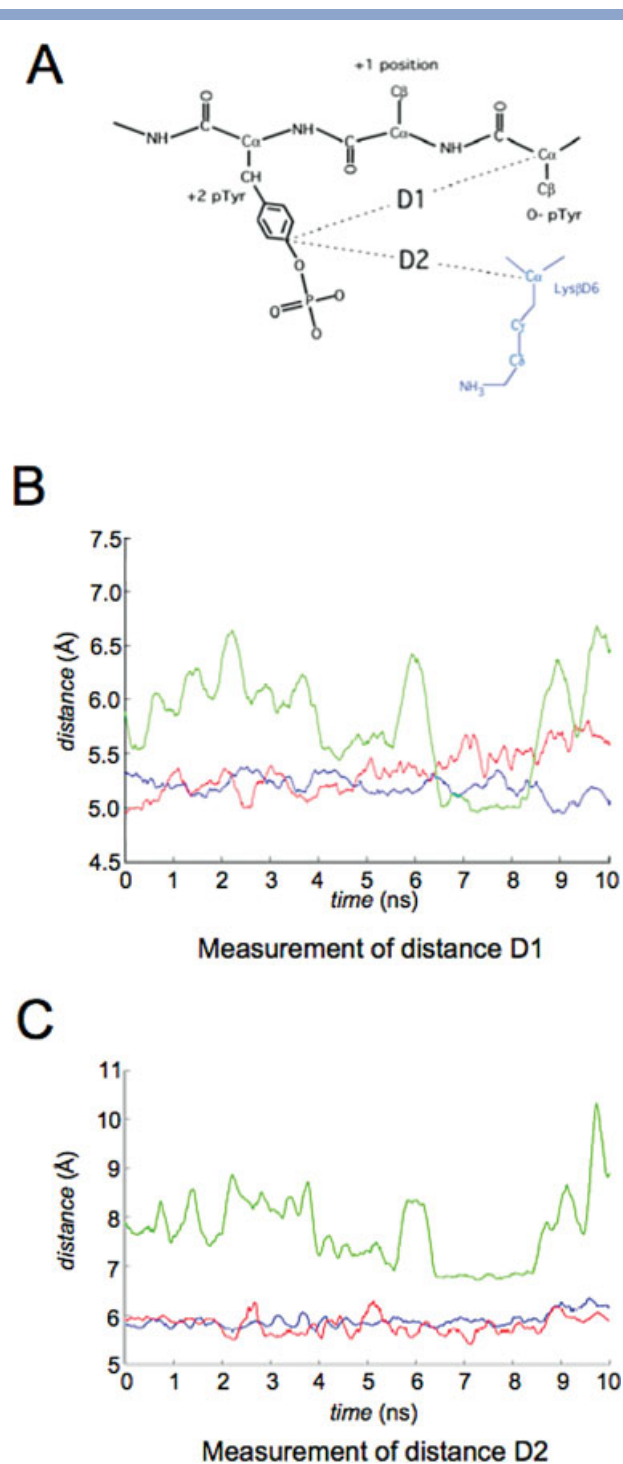 A
+1 position
Cβ
O
O
C
Cα
NH
Cα
NH
C
NH
C
Cα
O
CH
Cβ
+2 pTyr
D1
0- pTyr
D2
O
Cα
LysβD6
O=P-O
Cγ
O
Cδ
NH3
B
7.5
7.0
6.5
6.0
5.5
5.0
4.5
distance (Å)
0 1 2 3 4 5 6 7 8 9 10
time (ns)
Measurement of distance D1
C
11
10
9
8
7
6
5
distance (Å)
0 1 2 3 4 5 6 7 8 9 10
time (ns)
Measurement of distance D2